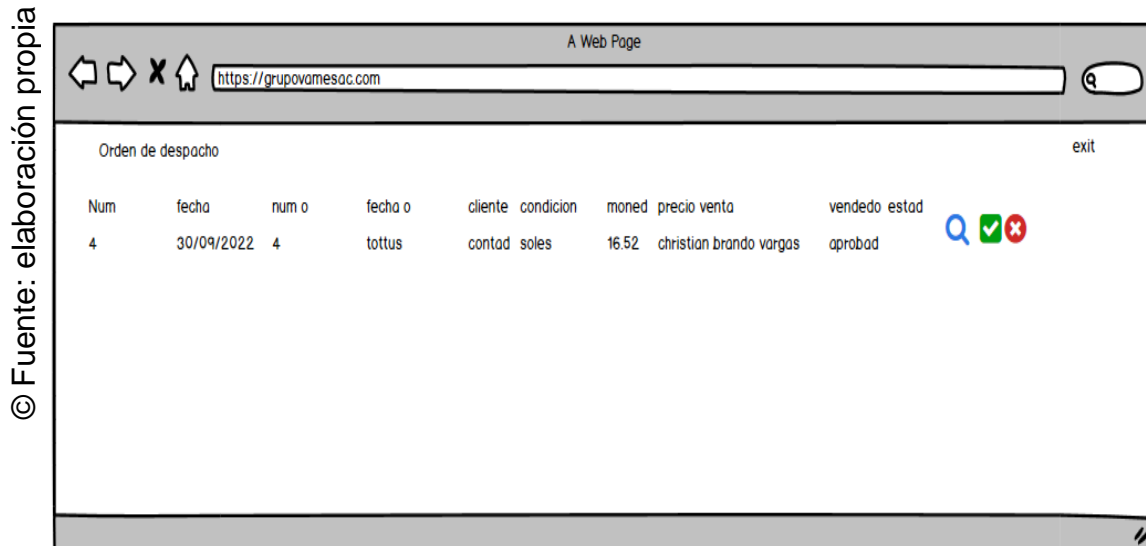 © Fuente: elaboración propia
A Web Page
https://grupovamesac.com
Orden de despacho exit
Num fecha num o fecha o cliente condicion moned precio venta vendedo estad
4 30/09/2022 4 tottus contad soles 16.52 christian brando vargas aprobad